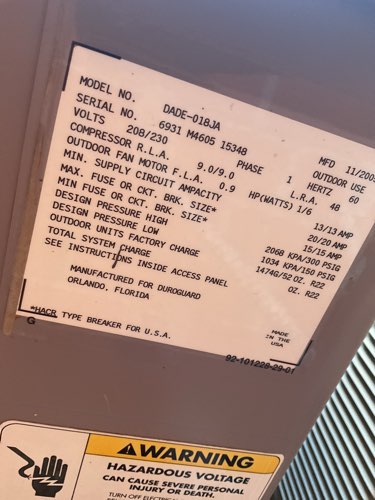 MODEL NO. DADE-018JA MFD 11/200
SERIAL NO. 6931 M4605 15348 OUTDOOR USE
VOLTS 208/230 PHASE 1 HERTZ 60
COMPRESSOR R.L.A. 9.0/9.0 L.R.A. 48
OUTDOOR FAN MOTOR F.L.A. 0.9 HP(WATTS) 1/6
MIN. SUPPLY CIRCUIT AMPACITY 13/13 AMP
MAX. FUSE OR CKT. BRK. SIZE* 20/20 AMP
MIN FUSE OR CKT. BRK. SIZE* 15/15 AMP
DESIGN PRESSURE HIGH 2068 KPA/300 PSIG
DESIGN PRESSURE LOW 1034 KPA/150 PSIG
OUTDOOR UNITS FACTORY CHARGE 1474G/52 OZ. R22
TOTAL SYSTEM CHARGE OZ. R22
SEE INSTRUCTIONS INSIDE ACCESS PANEL
MANUFACTURED FOR DUROGUARD
ORLANDO, FLORIDA
MADE
IN THE
USA
*HACR TYPE BREAKER FOR U.S.A.
G 92-101228-29-01
WARNING
HAZARDOUS VOLTAGE
CAN CAUSE SEVERE PERSONAL
INJURY OR DEATH.
TURN OFF ELECTRI